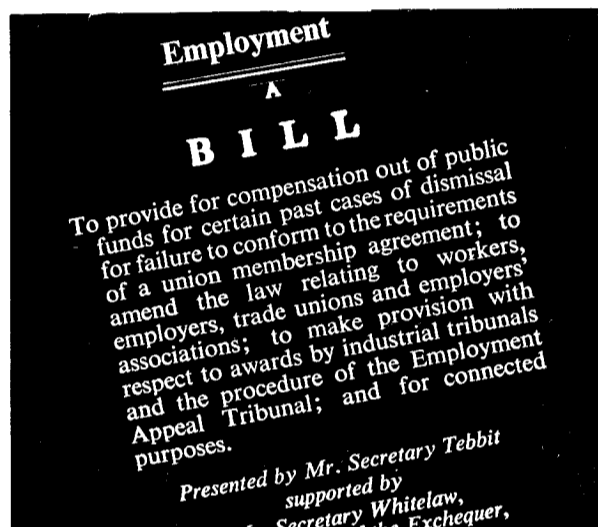 Employment
A
BILL
To provide for compensation out of public
funds for certain past cases of dismissal
for failure to conform to the requirements
of a union membership agreement; to
amend the law relating to workers,
employers, trade unions and employers'
associations; to make provision with
respect to awards by industrial tribunals
and the procedure of the Employment
Appeal Tribunal; and for connected
purposes.
Presented by Mr. Secretary Tebbit
supported by
Secretary Whitelaw,
the Exchequer,